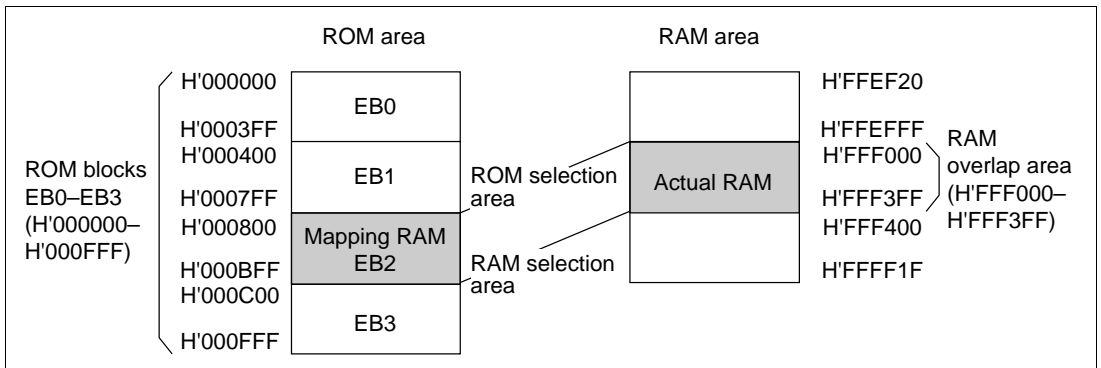 ROM area
RAM area
ROM blocks
EB0–EB3
(H'000000–
H'000FFF)
H'000000
H'0003FF
H'000400
H'0007FF
H'000800
H'000BFF
H'000C00
H'000FFF
EB0
EB1
Mapping RAM
EB2
EB3
ROM selection
area
RAM selection
area
Actual RAM
H'FFEF20
H'FFEFFF
H'FFF000
H'FFF3FF
H'FFF400
H'FFFF1F
RAM
overlap area
(H'FFF000–
H'FFF3FF)